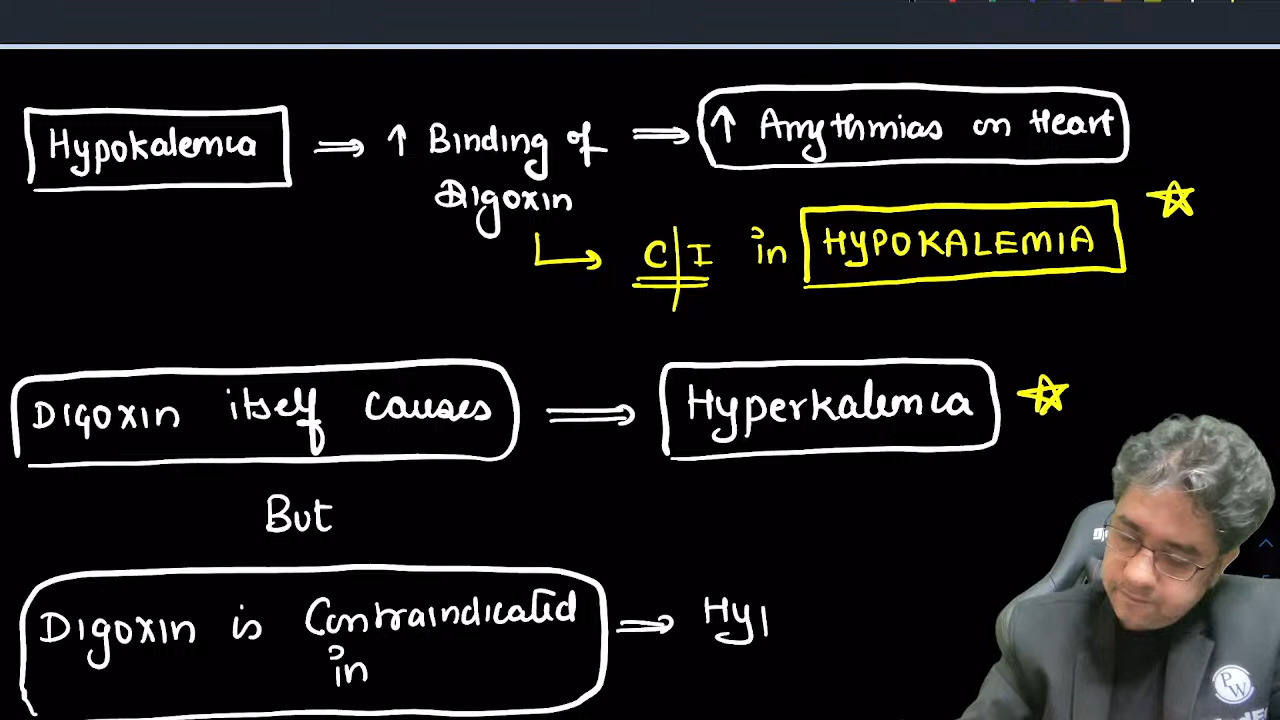 Hypokalemia ⇒ ↑ Binding of Digoxin ⇒ ↑ Arrythmias on Heart
↳ C/I in HYPOKALEMIA ☆
Digoxin itself causes ⇒ Hyperkalemia ☆
But
Digoxin is Contraindicated in ⇒ Hyp
PW